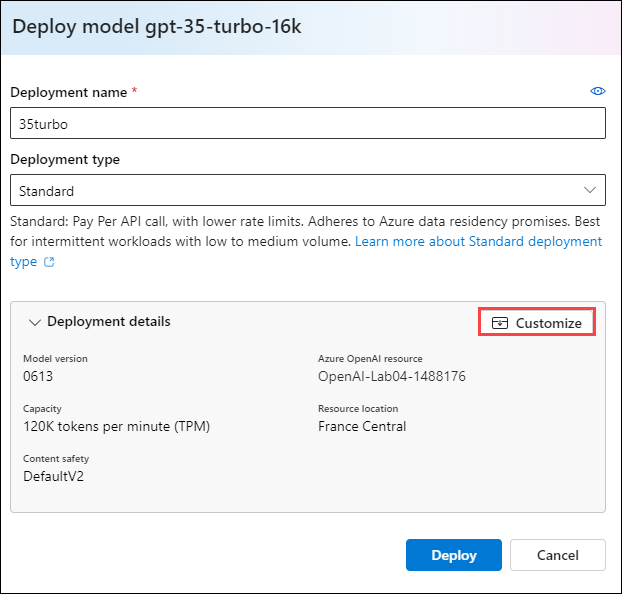 Deploy model gpt-35-turbo-16k
Deployment name *
35turbo
Deployment type
Standard
Standard: Pay Per API call, with lower rate limits. Adheres to Azure data residency promises. Best
for intermittent workloads with low to medium volume. Learn more about Standard deployment
type
Deployment details
Customize
Model version
0613
Azure OpenAI resource
OpenAI-Lab04-1488176
Capacity
120K tokens per minute (TPM)
Resource location
France Central
Content safety
DefaultV2
Deploy
Cancel